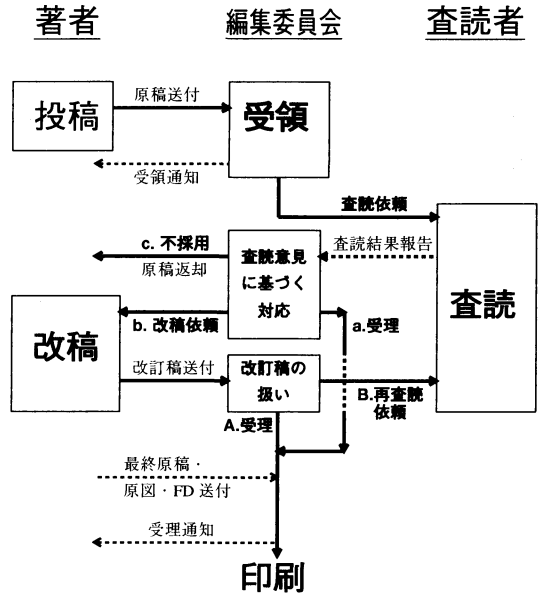 著者
編集委員会
査読者
投稿
原稿送付
受領
受領通知
査読依頼
c. 不採用
原稿返却
査読意見
に基づく
対応
査読結果報告
査読
b. 改稿依頼
a.受理
改稿
改訂稿送付
改訂稿の
扱い
B.再査読
依頼
A.受理
最終原稿・
原図・FD 送付
受理通知
印刷